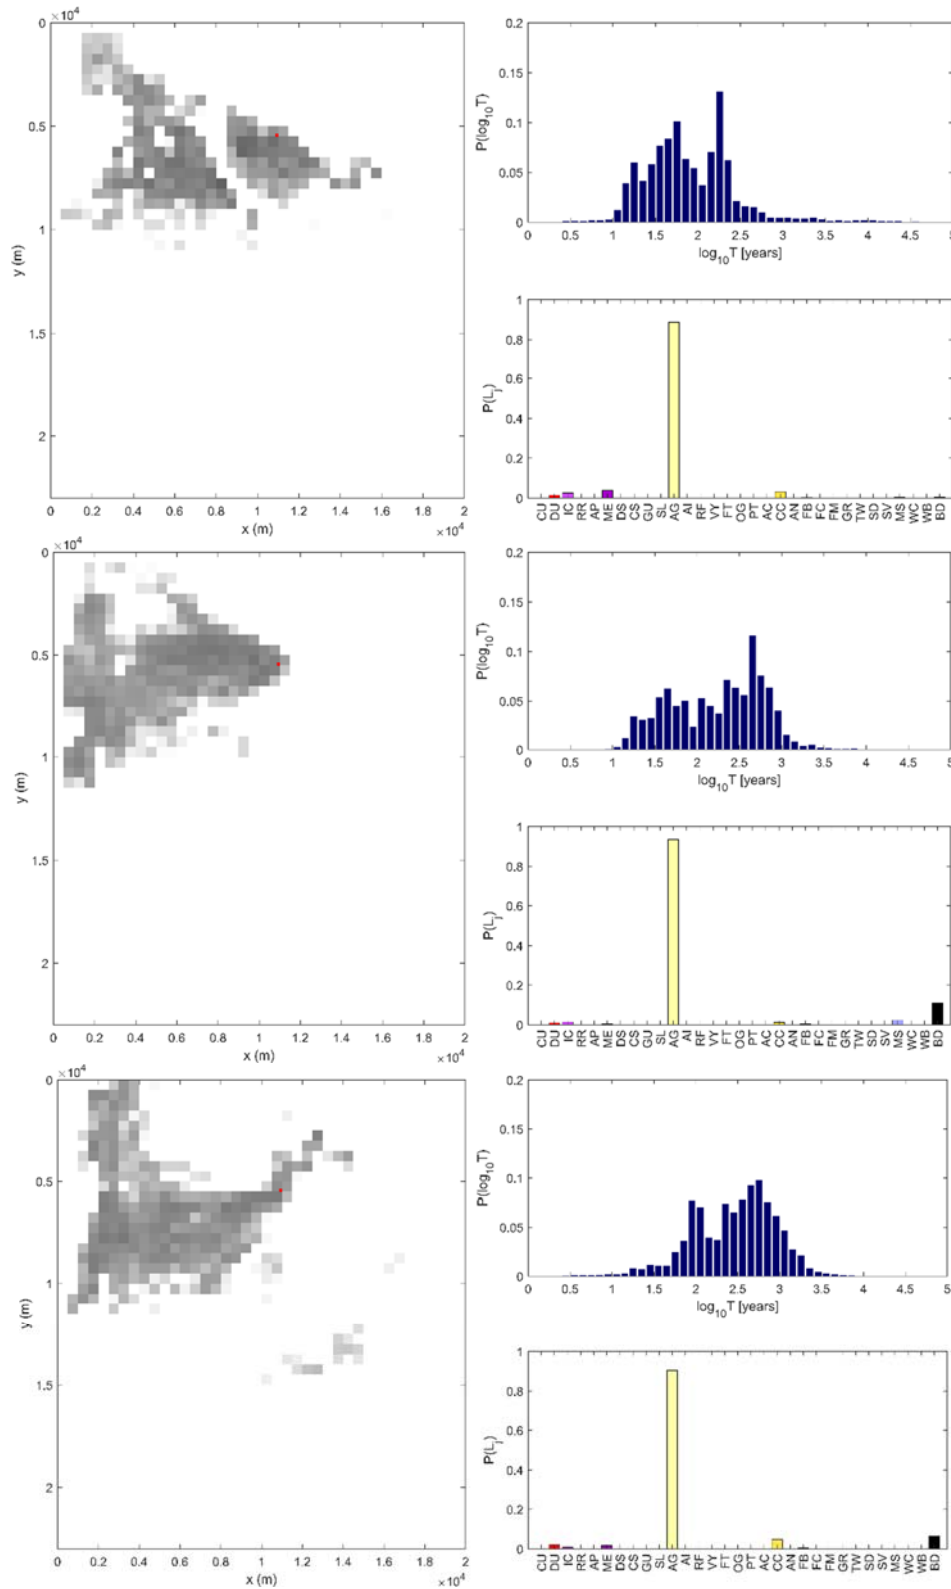 ×10⁴
0
0.5
1
1.5
2
y (m)
0 0.2 0.4 0.6 0.8 1 1.2 1.4 1.6 1.8 2
x (m)
×10⁴
0.2
0.15
0.1
0.05
0
P(log₁₀T)
0 0.5 1 1.5 2 2.5 3 3.5 4 4.5 5
log₁₀T [years]
1
0.8
0.6
0.4
0.2
0
P(Lⱼ)
CU DU IC RR AP ME DS CS GU SL AG AI RF VY FT OG PT AC CC AN FB FC FM GR TW SD SV MS WC WB BD
×10⁴
0
0.5
1
1.5
2
y (m)
0 0.2 0.4 0.6 0.8 1 1.2 1.4 1.6 1.8 2
x (m)
×10⁴
0.2
0.15
0.1
0.05
0
P(log₁₀T)
0 0.5 1 1.5 2 2.5 3 3.5 4 4.5 5
log₁₀T [years]
1
0.8
0.6
0.4
0.2
0
P(Lⱼ)
CU DU IC RR AP ME DS CS GU SL AG AI RF VY FT OG PT AC CC AN FB FC FM GR TW SD SV MS WC WB BD
×10⁴
0
0.5
1
1.5
2
y (m)
0 0.2 0.4 0.6 0.8 1 1.2 1.4 1.6 1.8 2
x (m)
×10⁴
0.2
0.15
0.1
0.05
0
P(log₁₀T)
0 0.5 1 1.5 2 2.5 3 3.5 4 4.5 5
log₁₀T [years]
1
0.8
0.6
0.4
0.2
0
P(Lⱼ)
CU DU IC RR AP ME DS CS GU SL AG AI RF VY FT OG PT AC CC AN FB FC FM GR TW SD SV MS WC WB BD